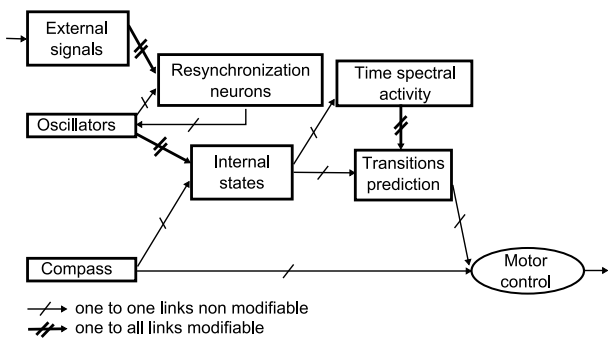 External
signals
Resynchronization
neurons
Time spectral
activity
Oscillators
Internal
states
Transitions
prediction
Compass
Motor
control
one to one links non modifiable
one to all links modifiable